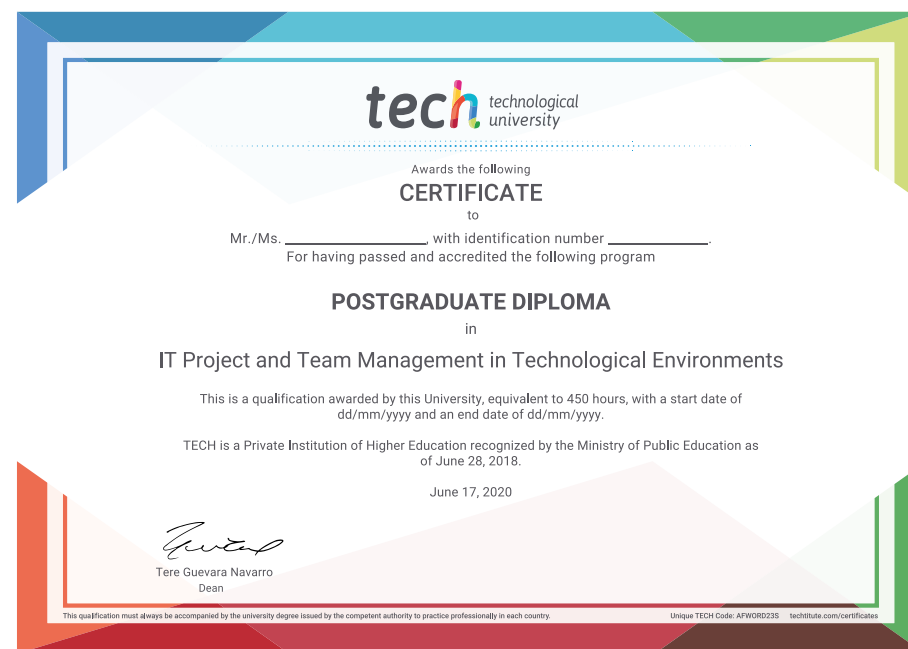 tech technological
university
Awards the following
CERTIFICATE
to
Mr./Ms. ____________________, with identification number ______________.
For having passed and accredited the following program
POSTGRADUATE DIPLOMA
in
IT Project and Team Management in Technological Environments
This is a qualification awarded by this University, equivalent to 450 hours, with a start date of
dd/mm/yyyy and an end date of dd/mm/yyyy.
TECH is a Private Institution of Higher Education recognized by the Ministry of Public Education as
of June 28, 2018.
June 17, 2020
Tere Guevara Navarro
Dean
This qualification must always be accompanied by the university degree issued by the competent authority to practice professionally in each country. Unique TECH Code: AFWORD23S techtitute.com/certificates